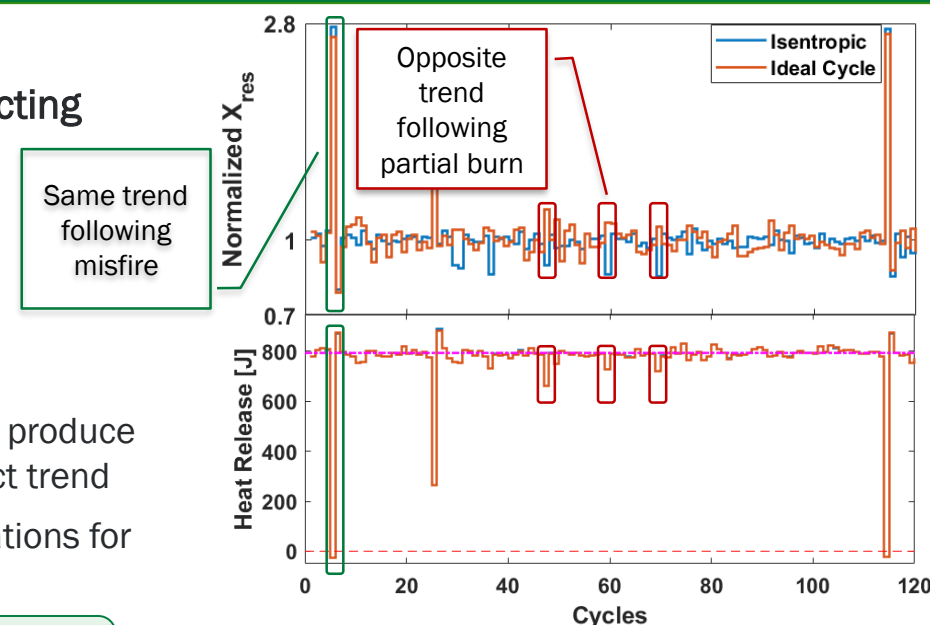 cting
Same trend
following
misfire
produce
ct trend
tions for
Opposite
trend
following
partial burn
Isentropic
Ideal Cycle
Normalized X_res
2.8
1
0.7
Heat Release [J]
800
600
400
200
0
0 20 40 60 80 100 120
Cycles